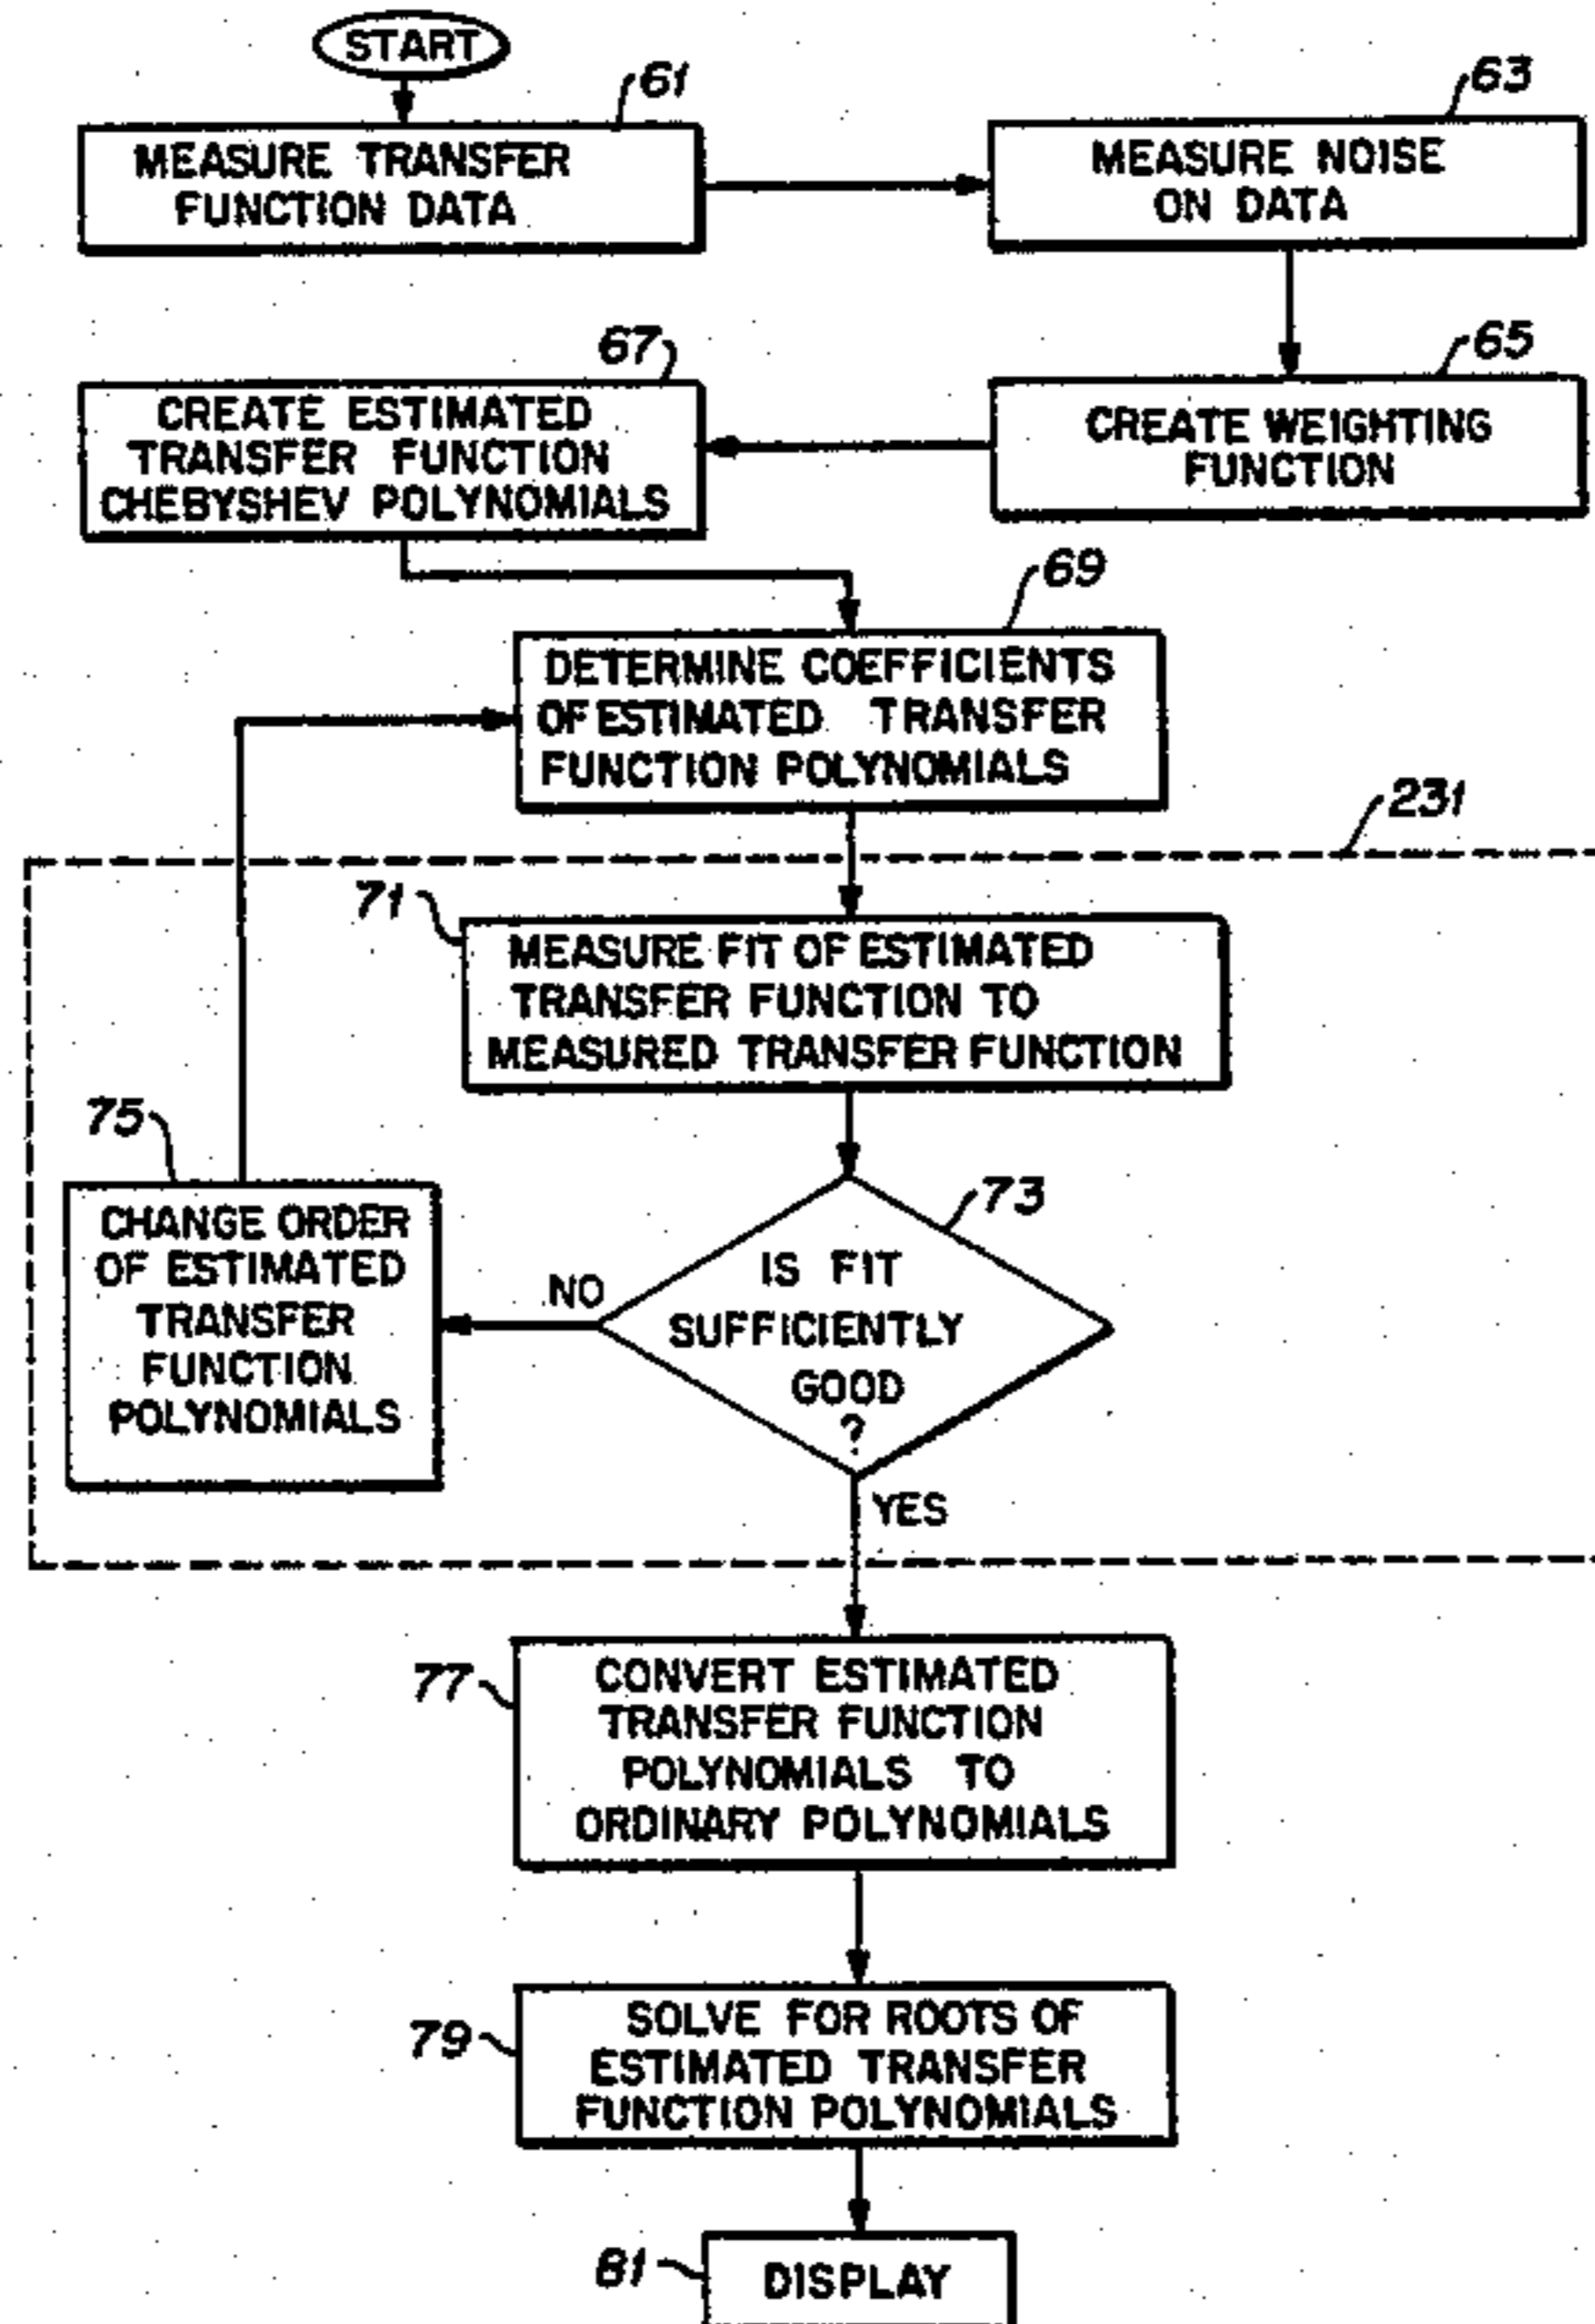 START
61
MEASURE TRANSFER
FUNCTION DATA
63
MEASURE NOISE
ON DATA
65
CREATE WEIGHTING
FUNCTION
67
CREATE ESTIMATED
TRANSFER FUNCTION
CHEBYSHEV POLYNOMIALS
69
DETERMINE COEFFICIENTS
OF ESTIMATED TRANSFER
FUNCTION POLYNOMIALS
231
71
MEASURE FIT OF ESTIMATED
TRANSFER FUNCTION TO
MEASURED TRANSFER FUNCTION
73
IS FIT
SUFFICIENTLY
GOOD
?
NO
75
CHANGE ORDER
OF ESTIMATED
TRANSFER
FUNCTION
POLYNOMIALS
YES
77
CONVERT ESTIMATED
TRANSFER FUNCTION
POLYNOMIALS TO
ORDINARY POLYNOMIALS
79
SOLVE FOR ROOTS OF
ESTIMATED TRANSFER
FUNCTION POLYNOMIALS
81
DISPLAY